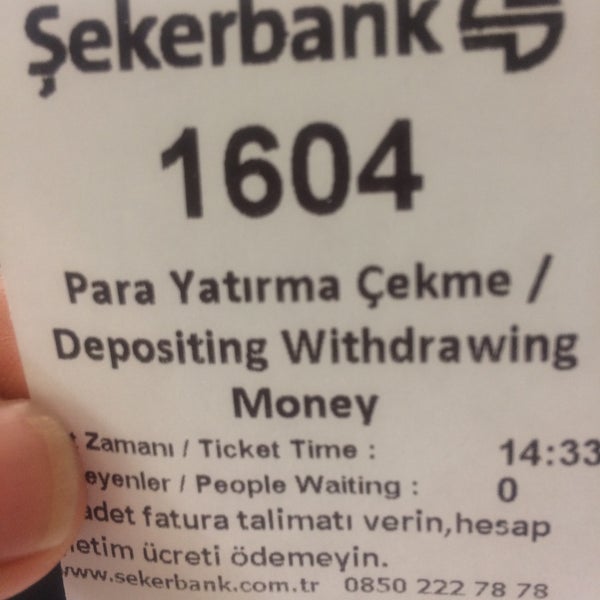 Şekerbank
1604
Para Yatırma Çekme /
Depositing Withdrawing
Money
Zamanı / Ticket Time : 14:33
eyenler / People Waiting : 0
adet fatura talimatı verin,hesap
etim ücreti ödemeyin.
www.sekerbank.com.tr 0850 222 78 78